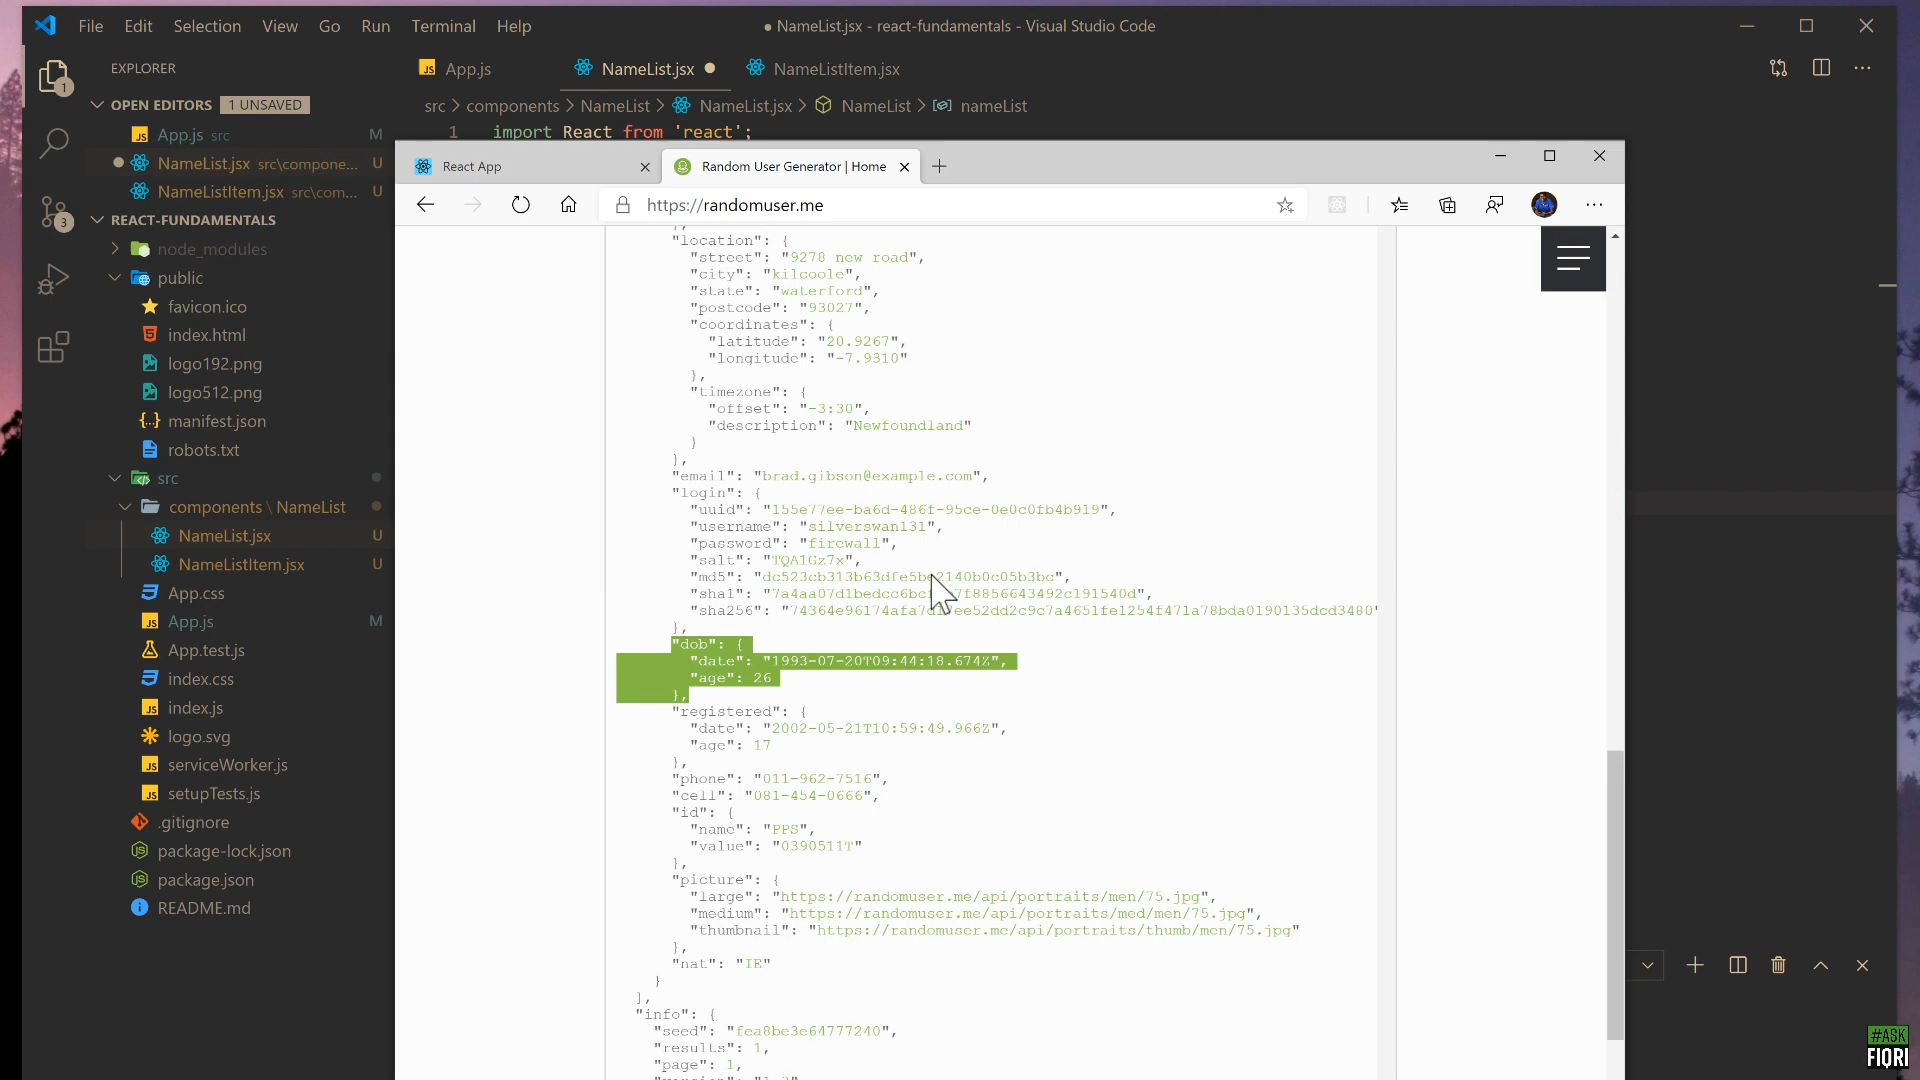 File Edit Selection View Go Run Terminal Help
● NameList.jsx - react-fundamentals - Visual Studio Code
EXPLORER
OPEN EDITORS 1 UNSAVED
App.js src M
NameList.jsx src\compone... U
NameListItem.jsx src\com... U
REACT-FUNDAMENTALS
node_modules
public
favicon.ico
index.html
logo192.png
logo512.png
manifest.json
robots.txt
src
components \ NameList
NameList.jsx U
NameListItem.jsx U
App.css
App.js M
App.test.js
index.css
index.js
logo.svg
serviceWorker.js
setupTests.js
.gitignore
package-lock.json
package.json
README.md
1
3
App.js NameList.jsx NameListItem.jsx
src > components > NameList > NameList.jsx > NameList > nameList
1 import React from 'react';
React App
Random User Generator | Home
https://randomuser.me
"location": {
"street": "9278 new road",
"city": "kilcoole",
"state": "waterford",
"postcode": "93027",
"coordinates": {
"latitude": "20.9267",
"longitude": "-7.9310"
},
"timezone": {
"offset": "-3:30",
"description": "Newfoundland"
}
},
"email": "brad.gibson@example.com",
"login": {
"uuid": "155e77ee-ba6d-486f-95ce-0e0c0fb4b919",
"username": "silverswan131",
"password": "firewall",
"salt": "TQA1Gz7x",
"md5":
"sha1":
"sha256":
},
"dob": {
"date": "1993-07-20T09:44:18.674Z",
"age": 26
},
"registered": {
"date": "2002-05-21T10:59:49.966Z",
"age": 17
},
"phone": "011-962-7516",
"cell": "081-454-0666",
"id": {
"name": "PPS",
"value": "0390511T"
},
"picture": {
"large": "https://randomuser.me/api/portraits/men/75.jpg",
"medium": "https://randomuser.me/api/portraits/med/men/75.jpg",
"thumbnail": "https://randomuser.me/api/portraits/thumb/men/75.jpg"
},
"nat": "IE"
}
],
"info": {
"seed": "fea8be3e64777240",
"results": 1,
"page": 1,
#ASK
FIQRI